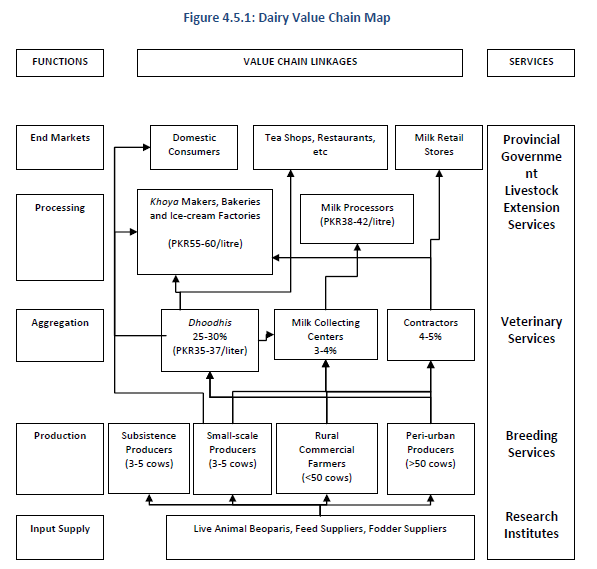 Figure 4.5.1: Dairy Value Chain Map
FUNCTIONS
VALUE CHAIN LINKAGES
SERVICES
End Markets
Domestic
Consumers
Tea Shops, Restaurants,
etc
Milk Retail
Stores
Processing
Khoya Makers, Bakeries
and Ice-cream Factories
(PKR55-60/litre)
Milk Processors
(PKR38-42/litre)
Aggregation
Dhoodhis
25-30%
(PKR35-37/liter)
Milk Collecting
Centers
3-4%
Contractors
4-5%
Production
Subsistence
Producers
(3-5 cows)
Small-scale
Producers
(3-5 cows)
Rural
Commercial
Farmers
(<50 cows)
Peri-urban
Producers
(>50 cows)
Input Supply
Live Animal Beoparis, Feed Suppliers, Fodder Suppliers
Provincial
Governme
nt
Livestock
Extension
Services
Veterinary
Services
Breeding
Services
Research
Institutes